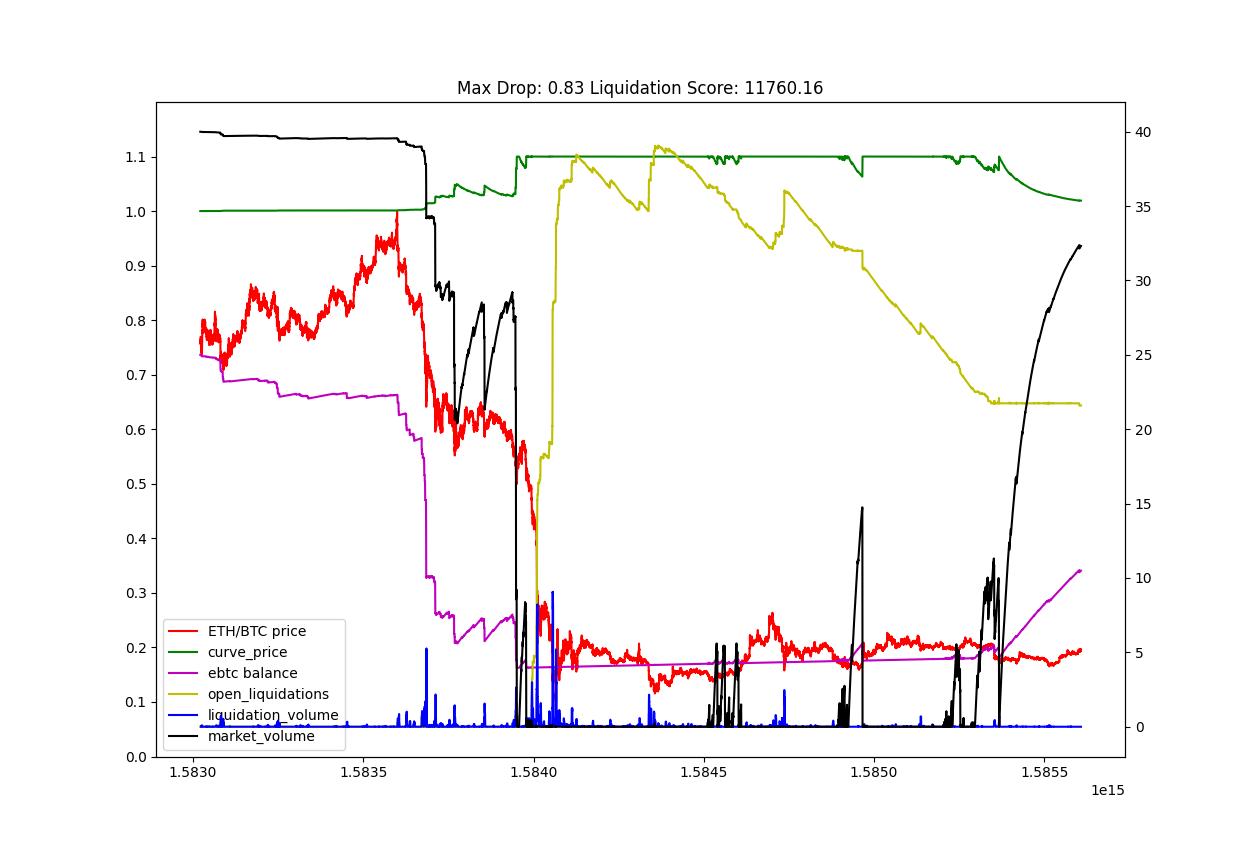 Max Drop: 0.83 Liquidation Score: 11760.16
1.1
1.0
0.9
0.8
0.7
0.6
0.5
0.4
0.3
0.2
0.1
0.0
40
35
30
25
20
15
10
5
0
ETH/BTC price
curve_price
ebtc balance
open_liquidations
liquidation_volume
market_volume
1.5830 1.5835 1.5840 1.5845 1.5850 1.5855
1e15